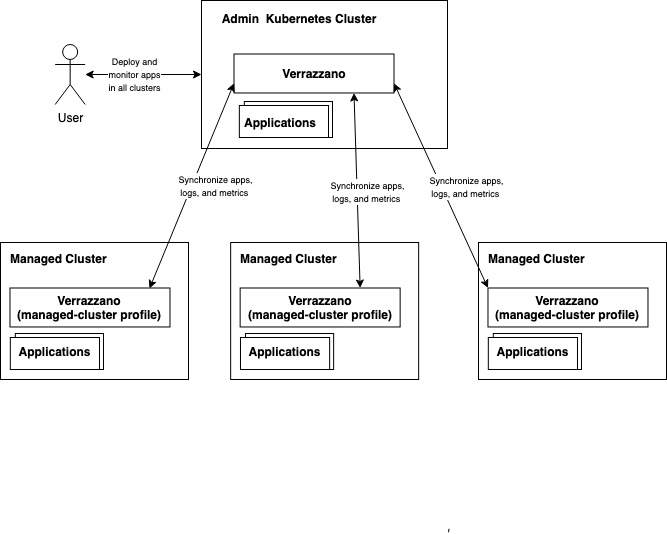 Admin Kubernetes Cluster
Verrazzano
Applications
Deploy and
monitor apps
in all clusters
User
Synchronize apps,
logs, and metrics
Synchronize apps,
logs, and metrics
Synchronize apps,
logs, and metrics
Managed Cluster
Verrazzano
(managed-cluster profile)
Applications
Managed Cluster
Verrazzano
(managed-cluster profile)
Applications
Managed Cluster
Verrazzano
(managed-cluster profile)
Applications